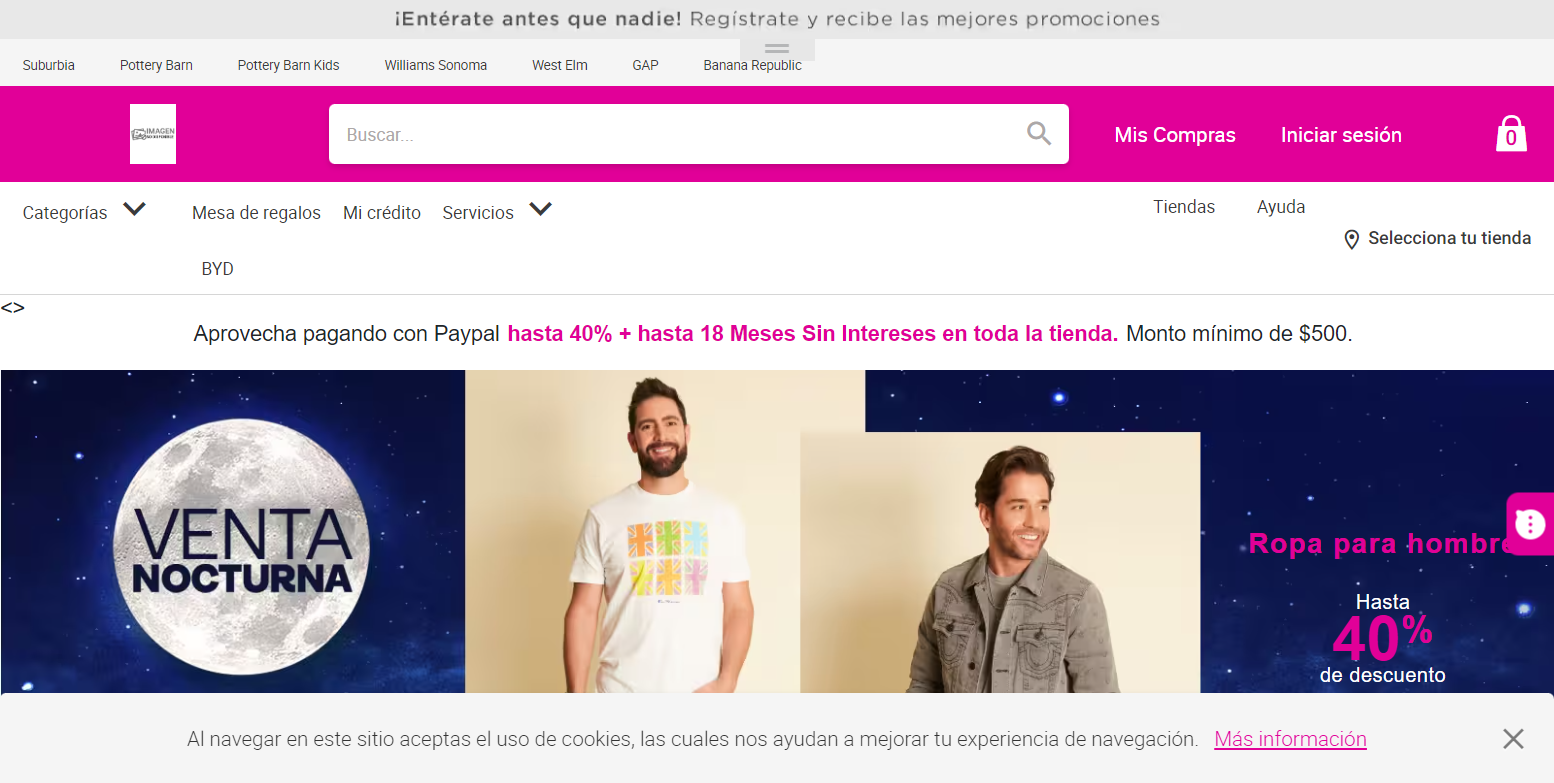 ¡Entérate antes que nadie! Regístrate y recibe las mejores promociones
Suburbia Pottery Barn Pottery Barn Kids Williams Sonoma West Elm GAP Banana Republic
IMAGEN
Buscar...
Mis Compras
Iniciar sesión
0
Categorías Mesa de regalos Mi crédito Servicios
Tiendas Ayuda
Selecciona tu tienda
BYD
<>
Aprovecha pagando con Paypal hasta 40% + hasta 18 Meses Sin Intereses en toda la tienda. Monto mínimo de $500.
VENTA
NOCTURNA
Ropa para hombre
Hasta
40%
de descuento
Al navegar en este sitio aceptas el uso de cookies, las cuales nos ayudan a mejorar tu experiencia de navegación. Más información